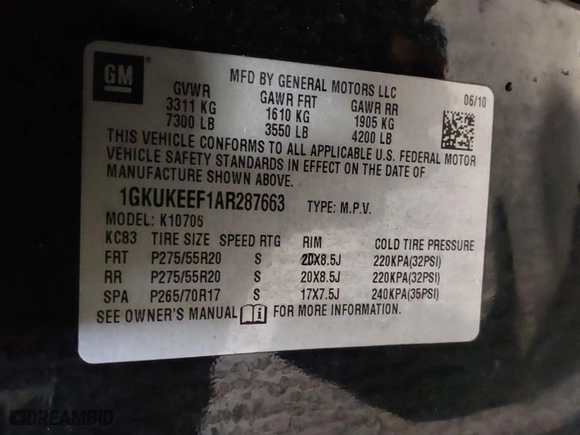 GM
MFD BY GENERAL MOTORS LLC
06/10
GVWR GAWR FRT GAWR RR
3311 KG 1610 KG 1905 KG
7300 LB 3550 LB 4200 LB
THIS VEHICLE CONFORMS TO ALL APPLICABLE U.S. FEDERAL MOTOR
VEHICLE SAFETY STANDARDS IN EFFECT ON THE DATE OF
MANUFACTURE SHOWN ABOVE.
1GKUKEEF1AR287663 TYPE: M.P.V.
MODEL: K10706
KC83 TIRE SIZE SPEED RTG RIM COLD TIRE PRESSURE
FRT P275/55R20 S 20X8.5J 220KPA(32PSI)
RR P275/55R20 S 20X8.5J 220KPA(32PSI)
SPA P265/70R17 S 17X7.5J 240KPA(35PSI)
SEE OWNER'S MANUAL FOR MORE INFORMATION.
DREAMBID